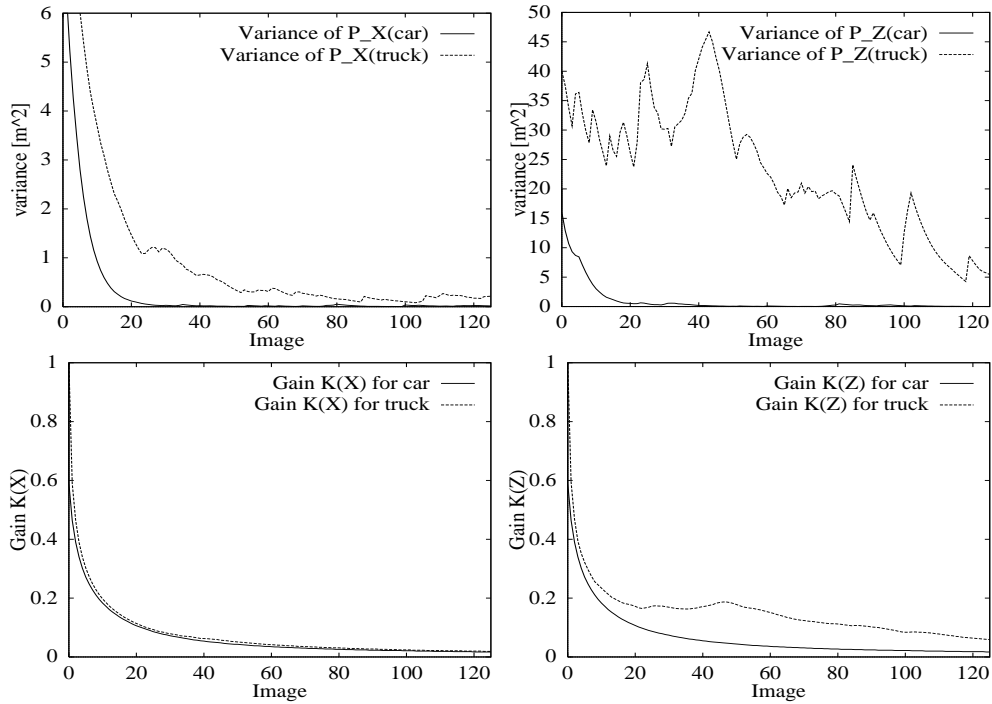 6
5
4
3
2
1
0
0 20 40 60 80 100 120
variance [m^2]
Image
Variance of P_X(car)
Variance of P_X(truck)
50
45
40
35
30
25
20
15
10
5
0
0 20 40 60 80 100 120
variance [m^2]
Image
Variance of P_Z(car)
Variance of P_Z(truck)
1
0.8
0.6
0.4
0.2
0
0 20 40 60 80 100 120
Gain K(X)
Image
Gain K(X) for car
Gain K(X) for truck
1
0.8
0.6
0.4
0.2
0
0 20 40 60 80 100 120
Gain K(Z)
Image
Gain K(Z) for car
Gain K(Z) for truck